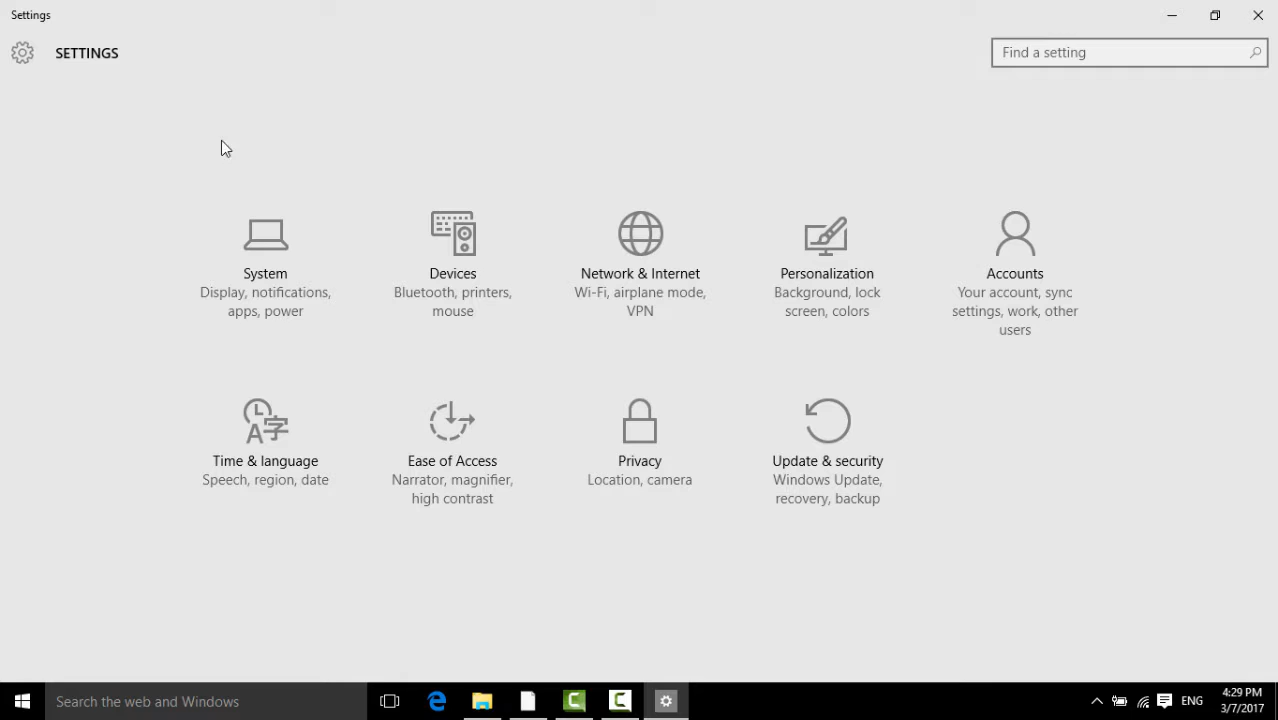 Settings
SETTINGS
Find a setting
System
Display, notifications,
apps, power
Devices
Bluetooth, printers,
mouse
Network & Internet
Wi-Fi, airplane mode,
VPN
Personalization
Background, lock
screen, colors
Accounts
Your account, sync
settings, work, other
users
A字
Time & language
Speech, region, date
Ease of Access
Narrator, magnifier,
high contrast
Privacy
Location, camera
Update & security
Windows Update,
recovery, backup
Search the web and Windows
ENG
4:29 PM
3/7/2017